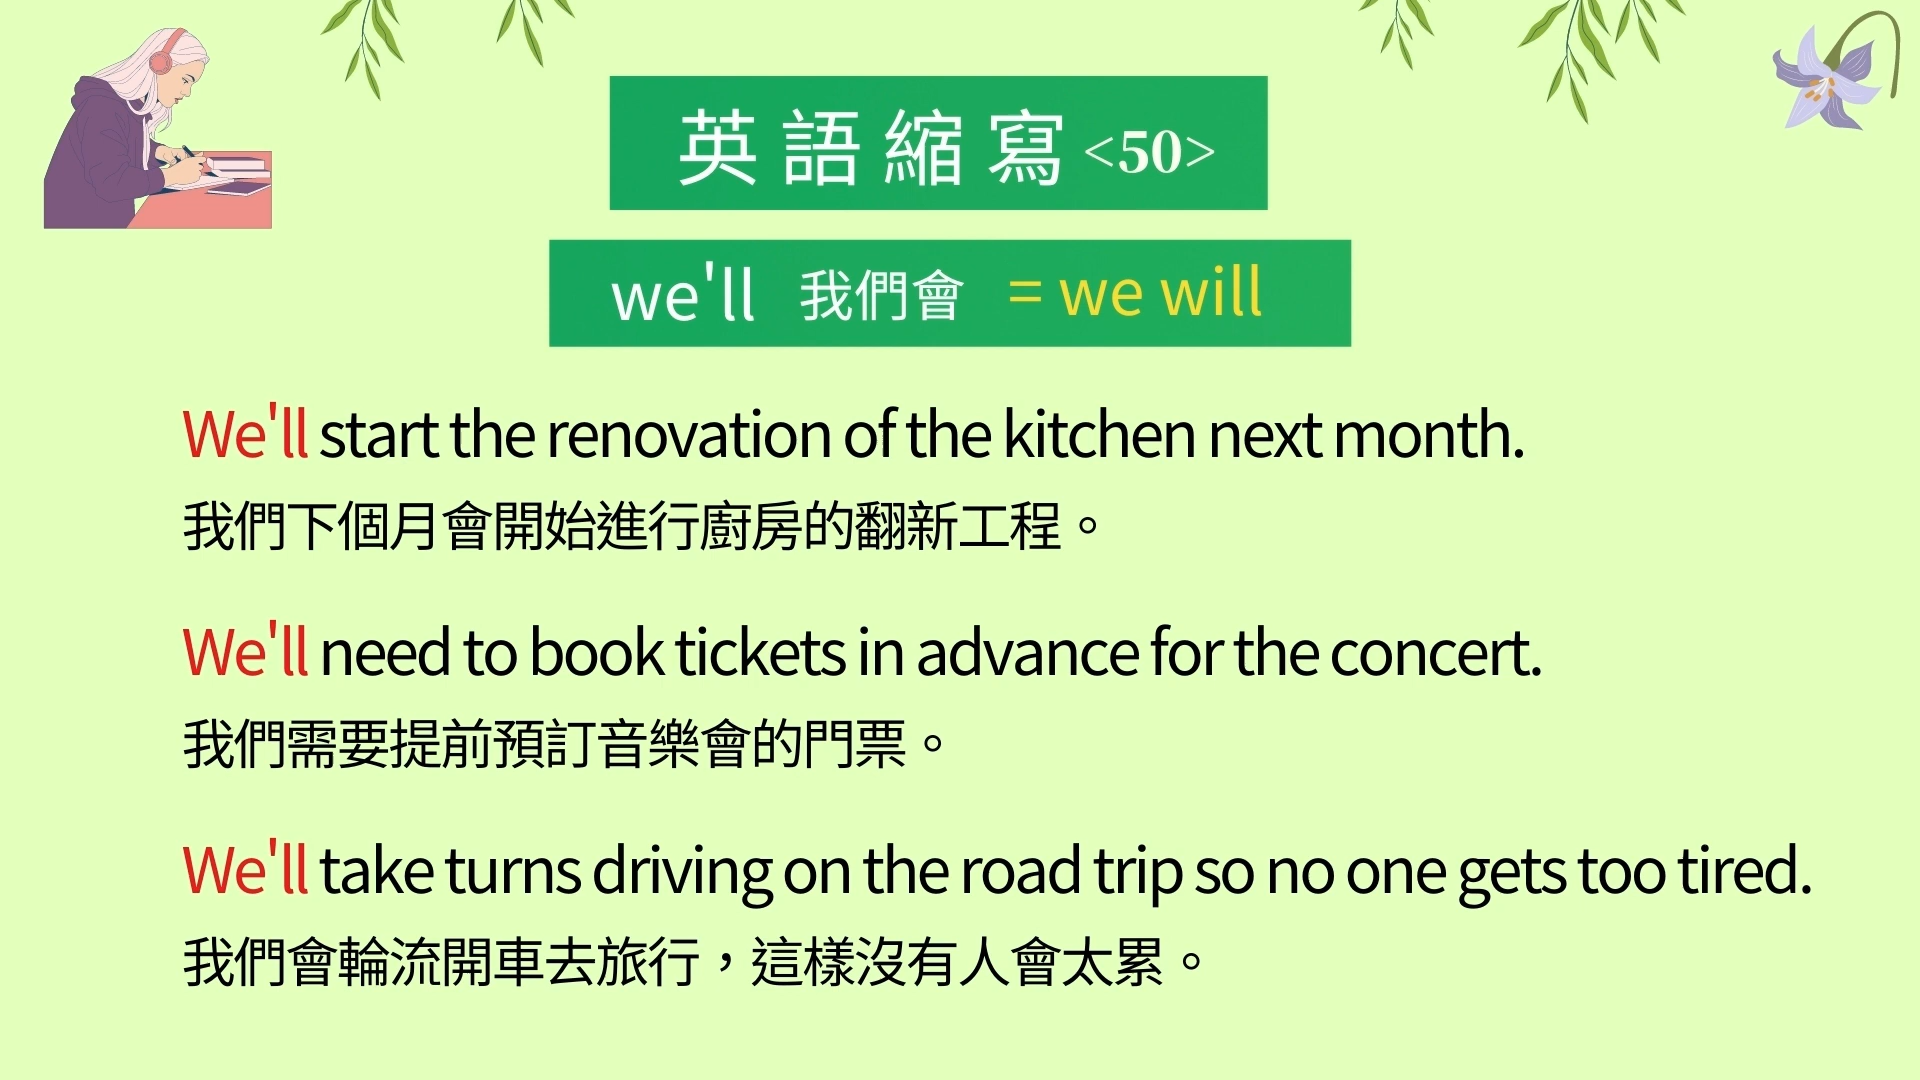 英語縮寫<50>
we'll 我們會 = we will
We'll start the renovation of the kitchen next month.
我們下個月會開始進行廚房的翻新工程。
We'll need to book tickets in advance for the concert.
我們需要提前預訂音樂會的門票。
We'll take turns driving on the road trip so no one gets too tired.
我們會輪流開車去旅行，這樣沒有人會太累。